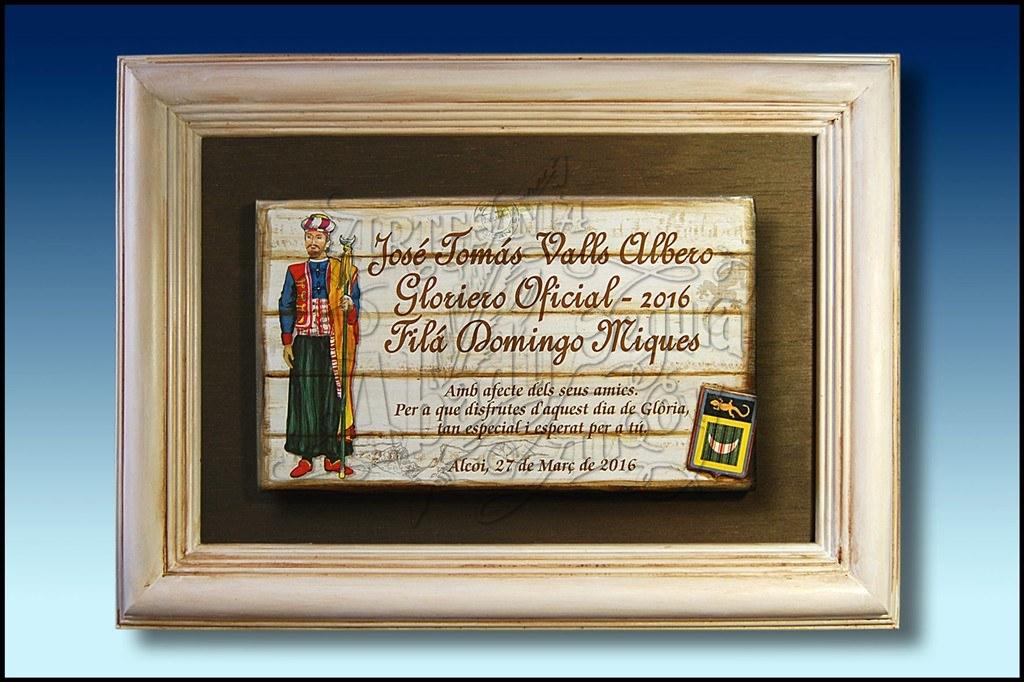 José Tomás Valls Albero
Gloriero Oficial - 2016
Filá Domingo Miques
Amb afecte dels seus amics.
Per a que disfrutes d'aquest dia de Glòria,
tan especial i esperat per a tú.
Alcoi, 27 de Març de 2016